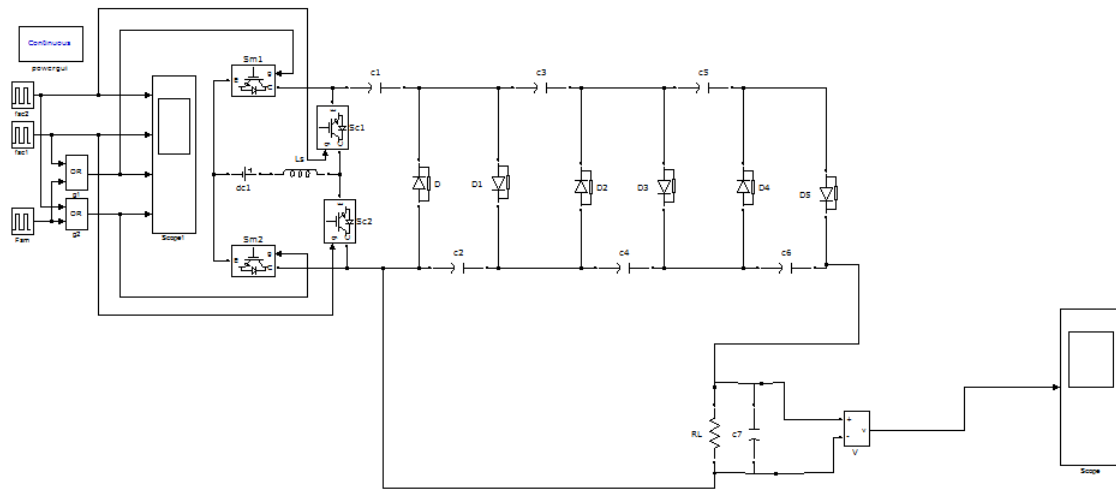 Continuous
powergui
fac2
fac1
Fsm
OR
g1
OR
g2
Scope1
Sm1
g
E
C
Sc1
g
C
dc1
Ls
Sc2
g
C
Sm2
g
E
C
c1
c3
c5
D
D1
D2
D3
D4
D5
c2
c4
c6
RL
c7
+
-
v
V
Scope